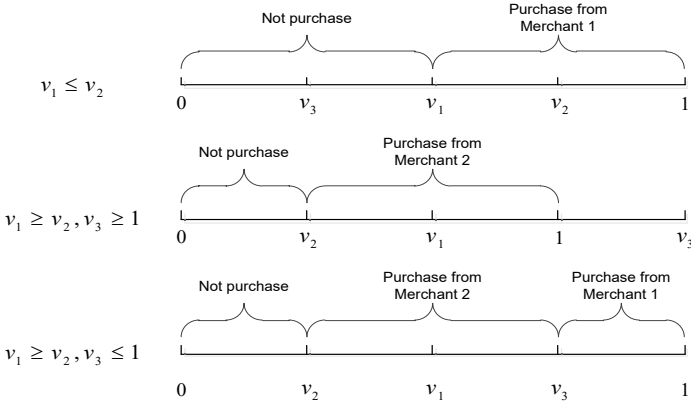 Not purchase
Purchase from
Merchant 1
v₁ ≤ v₂
0 v₃ v₁ v₂ 1
Not purchase
Purchase from
Merchant 2
v₁ ≥ v₂ , v₃ ≥ 1
0 v₂ v₁ 1 v₃
Not purchase
Purchase from
Merchant 2
Purchase from
Merchant 1
v₁ ≥ v₂ , v₃ ≤ 1
0 v₂ v₁ v₃ 1